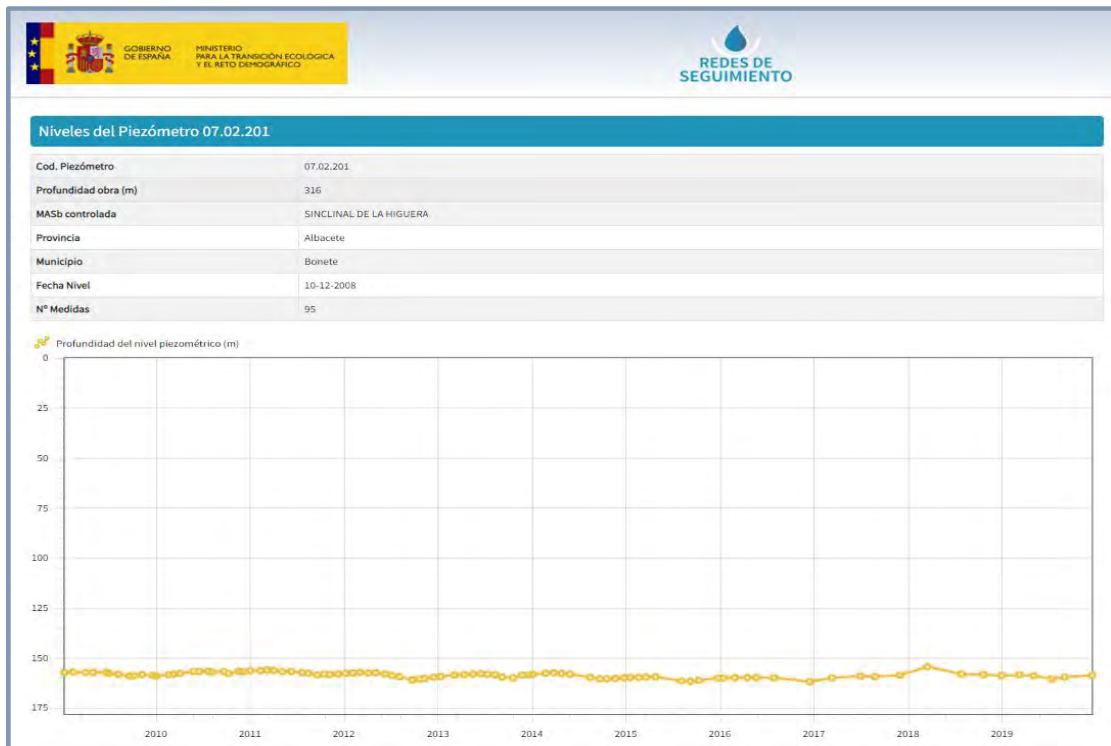 GOBIERNO
DE ESPAÑA
MINISTERIO
PARA LA TRANSICIÓN ECOLÓGICA
Y EL RETO DEMOGRÁFICO
REDES DE
SEGUIMIENTO
Niveles del Piezómetro 07.02.201
Cod. Piezómetro 07.02.201
Profundidad obra (m) 316
MASb controlada SINCLINAL DE LA HIGUERA
Provincia Albacete
Municipio Bonete
Fecha Nivel 10-12-2008
Nº Medidas 95
Profundidad del nivel piezométrico (m)
0
25
50
75
100
125
150
175
2010 2011 2012 2013 2014 2015 2016 2017 2018 2019